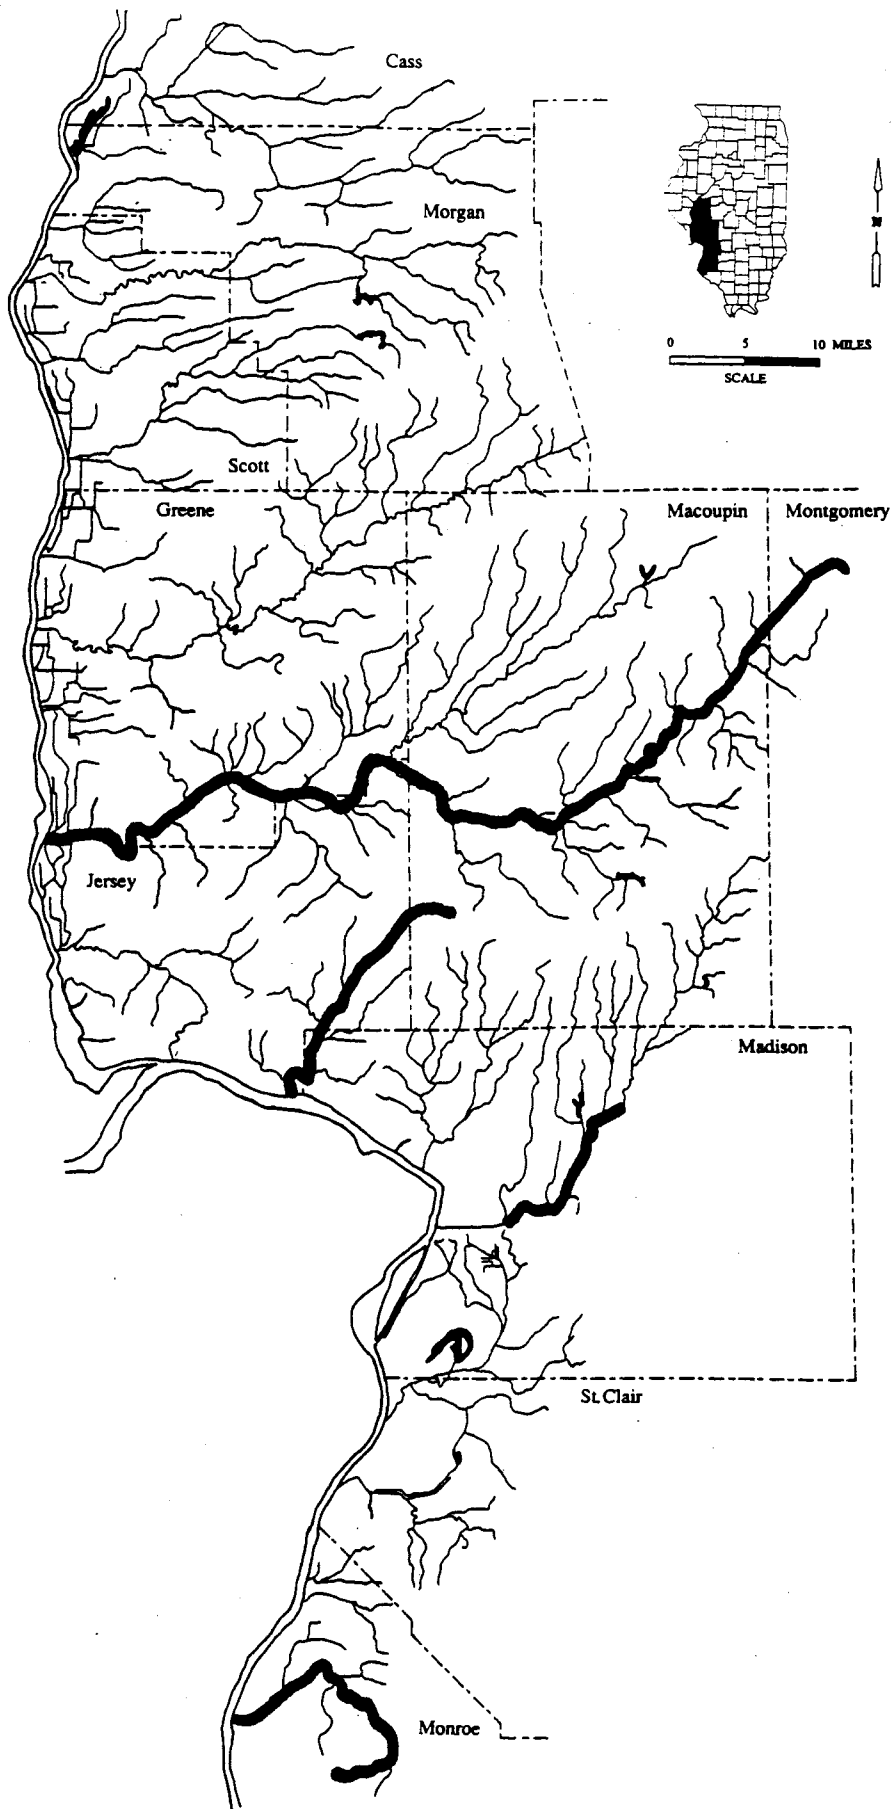 Cass
Morgan
N
0 5 10 MILES
SCALE
Scott
Greene
Macoupin
Montgomery
Jersey
Madison
St. Clair
Monroe